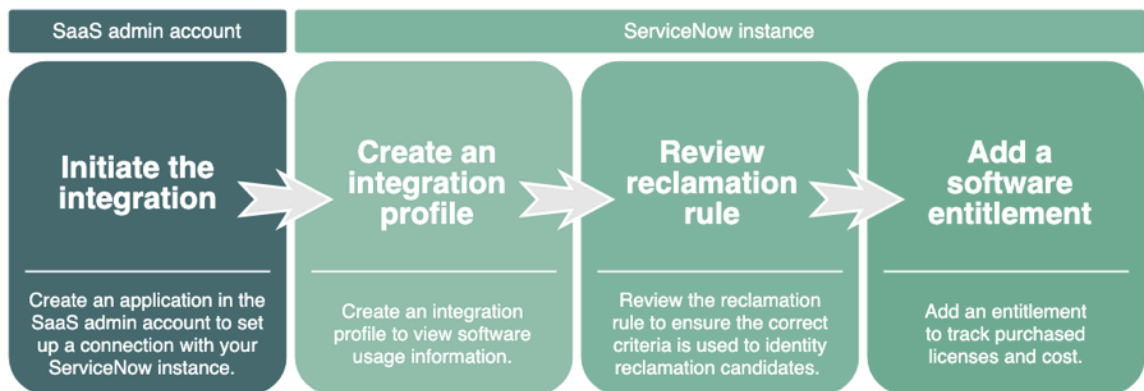 SaaS admin account
ServiceNow instance
Initiate the
integration
Create an application in the
SaaS admin account to set
up a connection with your
ServiceNow instance.
Create an
integration
profile
Create an integration
profile to view software
usage information.
Review
reclamation
rule
Review the reclamation
rule to ensure the correct
criteria is used to identify
reclamation candidates.
Add a
software
entitlement
Add an entitlement
to track purchased
licenses and cost.